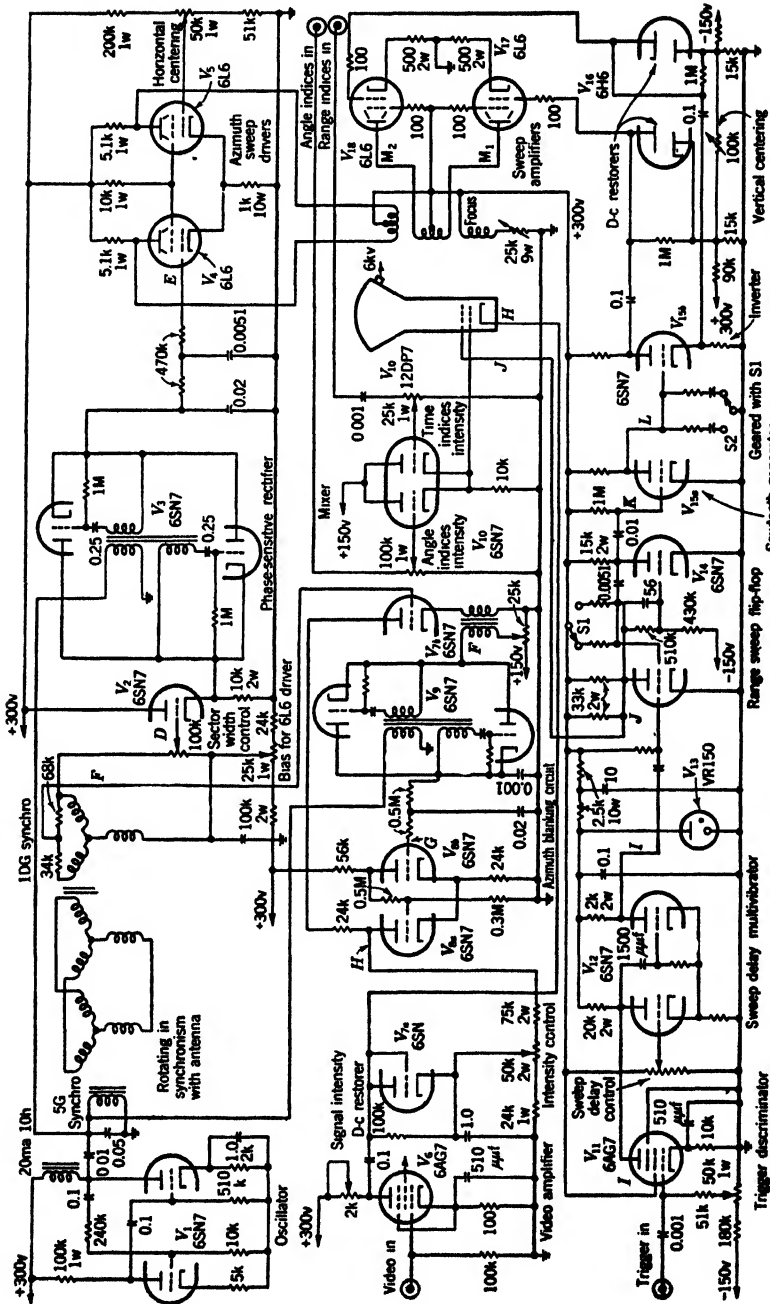 +300v
20ma 10h
100k
1w
240k
0.1
0.01
0.05
0.1
V1
6SN7
5k
10k
510
k
1.0
2k
Oscillator
5G
Synchro
Rotating in
synchronism
with antenna
1DG synchro
34k
68k
F
D
100k
+300v
V2
6SN7
Sector
width
control
10k
2w
24k
25k
1w
100k
2w
+300v
Bias for 6L6 driver
1M
0.25
V3
6SN7
0.25
1M
Phase-sensitive rectifier
470k
0.02
0.0051
E
V4
6L6
5.1k
1w
10k
1w
5.1k
1w
V5
6L6
1k
10w
Azimuth
sweep
drivers
Horizontal
centering
200k
1w
50k
1w
51k
Video in
100k
100
+300v
2k
Signal intensity
V6
6AG7
510
μμf
Video amplifier
0.1
D-c restorer
100k
V7a
6SN
1.0
24k
1w
50k
2w
75k
2w
Intensity control
H
24k
56k
V8a
6SN7
0.5M
0.3M
V8b
6SN7
24k
G
0.5M
0.02
0.001
Azimuth blanking circuit
V9
6SN7
V7b
6SN7
F
25k
+150v
Mixer
+150v
100k
1w
Angle indices
intensity
V10
6SN7
10k
25k
1w
Time
indices
intensity
0.001
V10
12DP7
6kv
H
J
Angle indices in
Range indices in
Focus
25k
9w
M2
M1
V18
6L6
V17
6L6
100
500
2w
500
2w
100
100
100
Sweep
amplifiers
Trigger in
0.001
51k
50k
1w
180k
-150v
I
V11
6AG7
510
μμf
10k
Trigger discriminator
Sweep
delay
control
20k
2w
V12
6SN7
1500
μμf
2k
2w
0.1
Sweep delay multivibrator
I
2.5k
10w
10
V13
VR150
33k
2w
J
S1
510k
430k
56
0.0051
-150v
15k
2w
V14
6SN7
Range sweep flip-flop
0.01
1M
K
V15a
L
S2
Geared with S1
6SN7
V15b
Inverter
+300v
0.1
1M
+300v
90k
15k
D-c restorers
V16
6H6
0.1
1M
100k
-150v
15k
Vertical centering